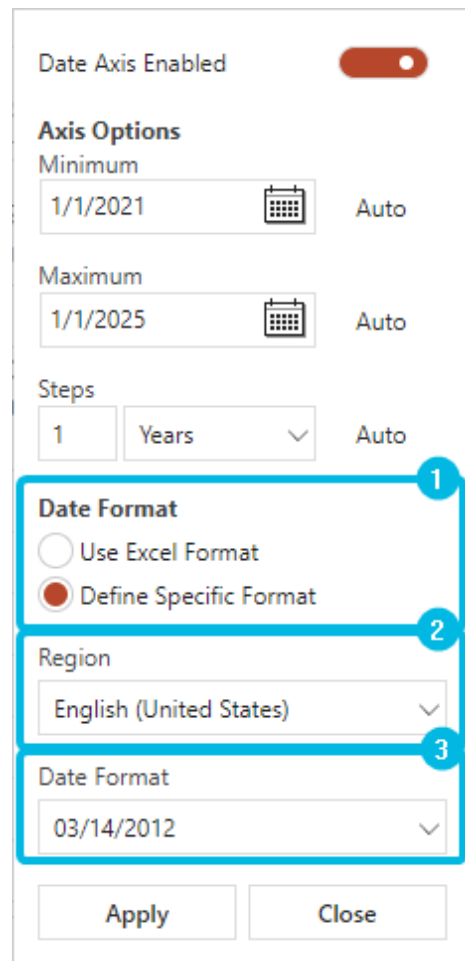 Date Axis Enabled
Axis Options
Minimum
1/1/2021 Auto
Maximum
1/1/2025 Auto
Steps
1 Years Auto
1
Date Format
Use Excel Format
Define Specific Format
2
Region
English (United States)
3
Date Format
03/14/2012
Apply Close